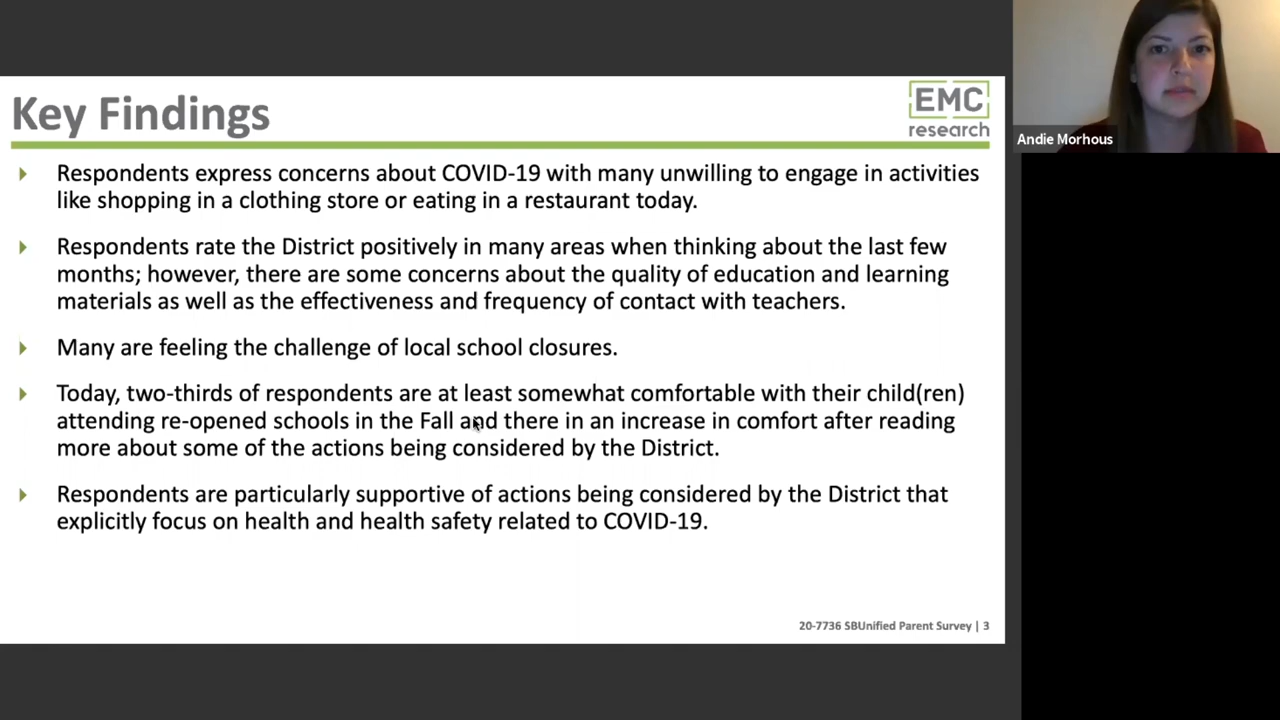 Key Findings
EMC
research
Respondents express concerns about COVID-19 with many unwilling to engage in activities
like shopping in a clothing store or eating in a restaurant today.
Respondents rate the District positively in many areas when thinking about the last few
months; however, there are some concerns about the quality of education and learning
materials as well as the effectiveness and frequency of contact with teachers.
Many are feeling the challenge of local school closures.
Today, two-thirds of respondents are at least somewhat comfortable with their child(ren)
attending re-opened schools in the Fall and there in an increase in comfort after reading
more about some of the actions being considered by the District.
Respondents are particularly supportive of actions being considered by the District that
explicitly focus on health and health safety related to COVID-19.
20-7736 SBUnified Parent Survey | 3
Andie Morhous